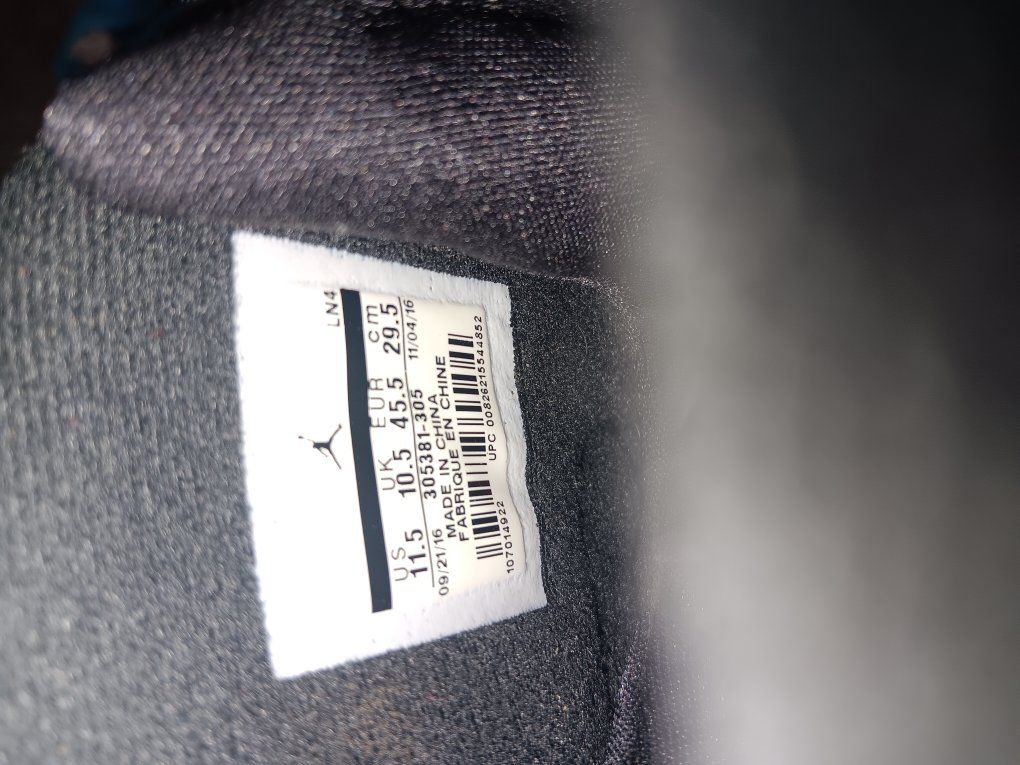 LN4
US UK EUR cm
11.5 10.5 45.5 29.5
305381-305
09/21/16 11/04/16
MADE IN CHINA
FABRIQUE EN CHINE
UPC 00826215544852
107014922